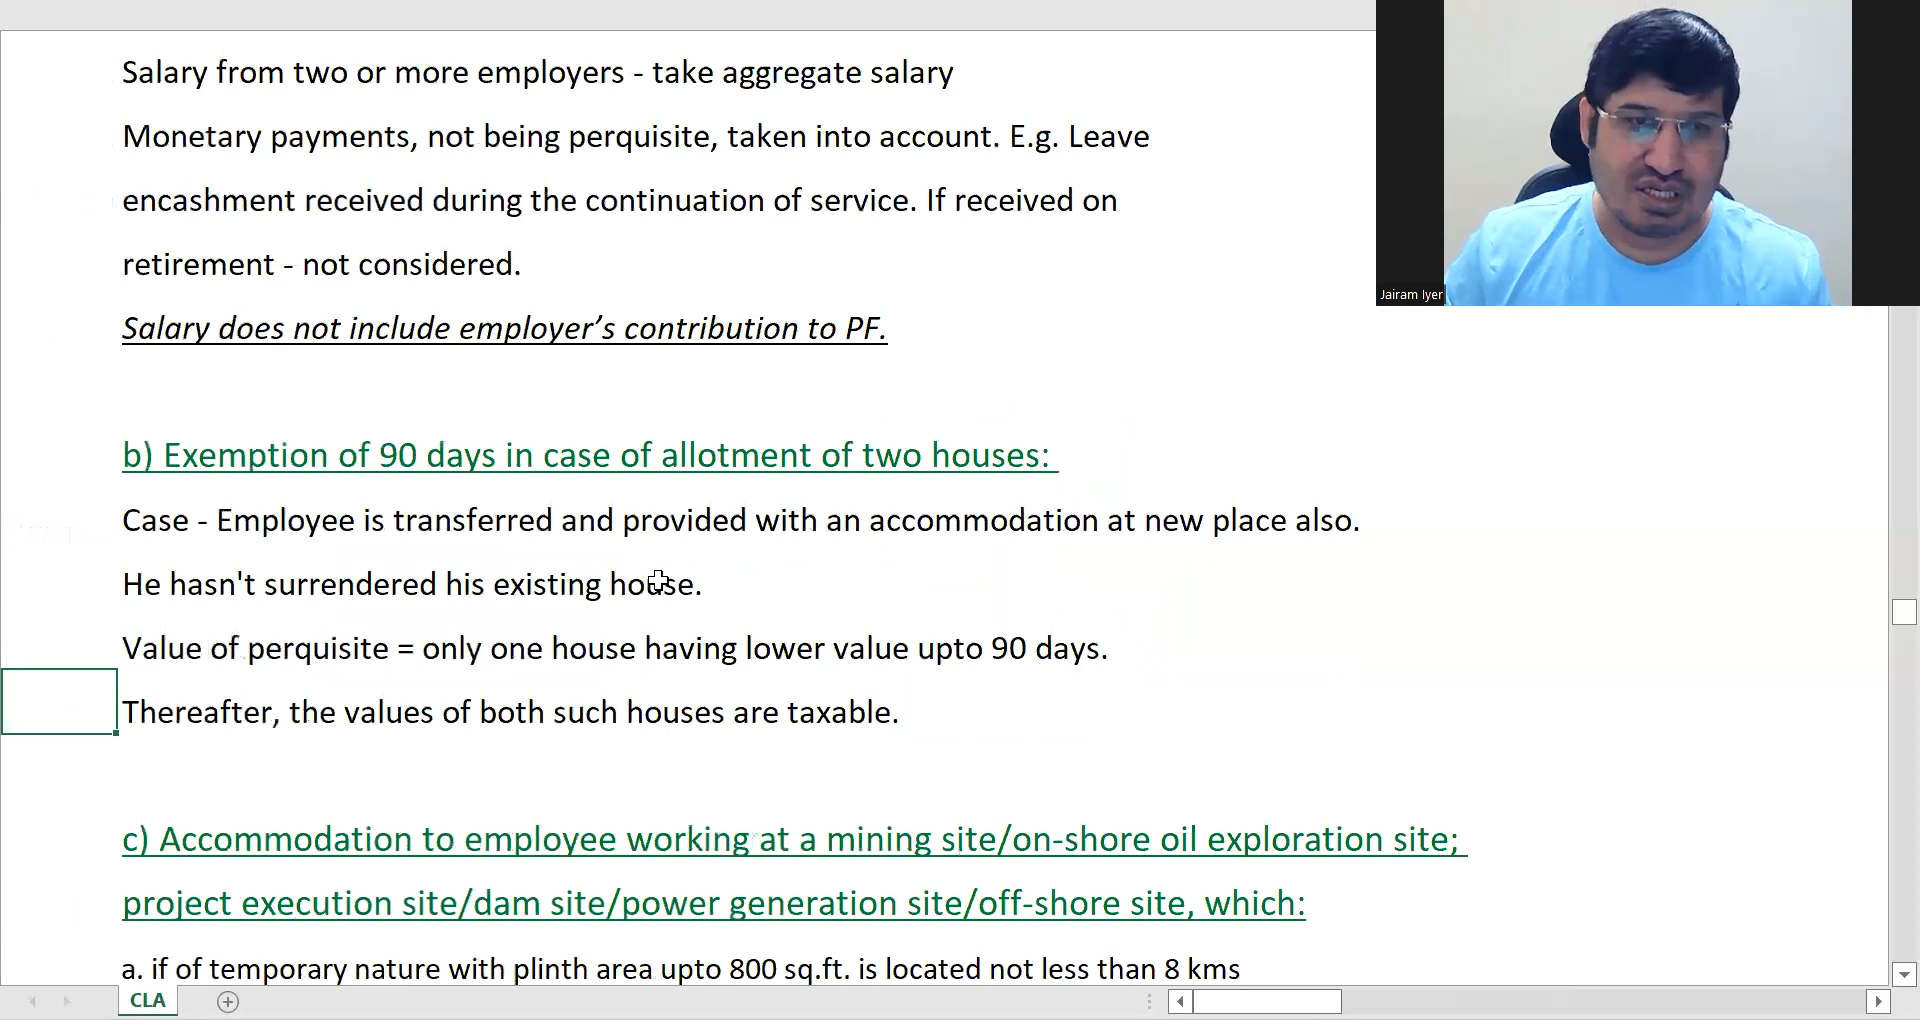 Salary from two or more employers - take aggregate salary
Monetary payments, not being perquisite, taken into account. E.g. Leave
encashment received during the continuation of service. If received on
retirement - not considered.
Salary does not include employer’s contribution to PF.
Jairam Iyer
b) Exemption of 90 days in case of allotment of two houses:
Case - Employee is transferred and provided with an accommodation at new place also.
He hasn't surrendered his existing house.
Value of perquisite = only one house having lower value upto 90 days.
Thereafter, the values of both such houses are taxable.
c) Accommodation to employee working at a mining site/on-shore oil exploration site;
project execution site/dam site/power generation site/off-shore site, which:
a. if of temporary nature with plinth area upto 800 sq.ft. is located not less than 8 kms
CLA